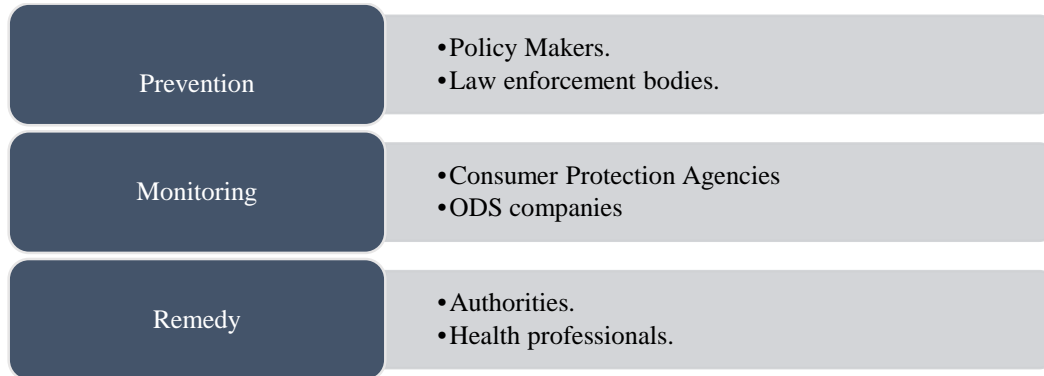 Prevention
•Policy Makers.
•Law enforcement bodies.
Monitoring
•Consumer Protection Agencies
•ODS companies
Remedy
•Authorities.
•Health professionals.